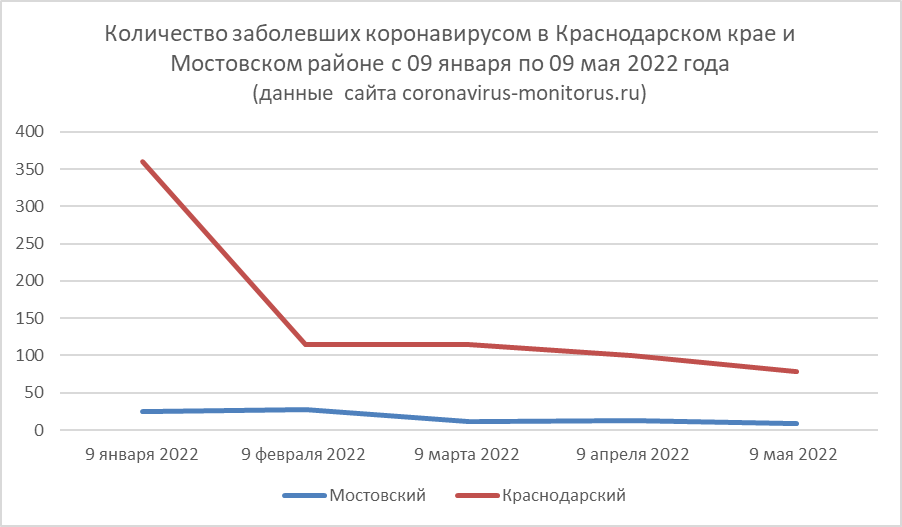 Количество заболевших коронавирусом в Краснодарском крае и
Мостовском районе с 09 января по 09 мая 2022 года
(данные  сайта coronavirus-monitorus.ru)
400
350
300
250
200
150
100
50
0
9 января 2022
9 февраля 2022
9 марта 2022
9 апреля 2022
9 мая 2022
Мостовский
Краснодарский